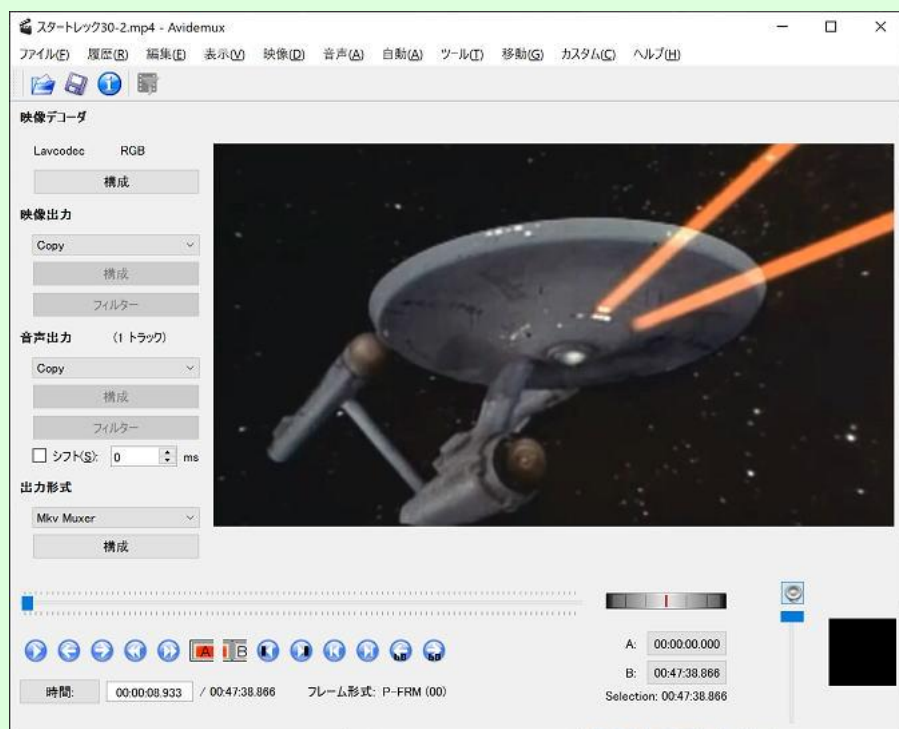 スタートレック30-2.mp4 - Avidemux
ファイル(F) 履歴(R) 編集(E) 表示(V) 映像(D) 音声(A) 自動(A) ツール(T) 移動(G) カスタム(C) ヘルプ(H)
映像デコーダ
Lavcodec RGB
構成
映像出力
Copy
構成
フィルター
音声出力 (1 トラック)
Copy
構成
フィルター
シフト(S): 0 ms
出力形式
Mkv Muxer
構成
A B 60 60
A: 00:00:00.000
B: 00:47:38.866
時間: 00:00:08.933 / 00:47:38.866 フレーム形式: P-FRM (00)
Selection: 00:47:38.866